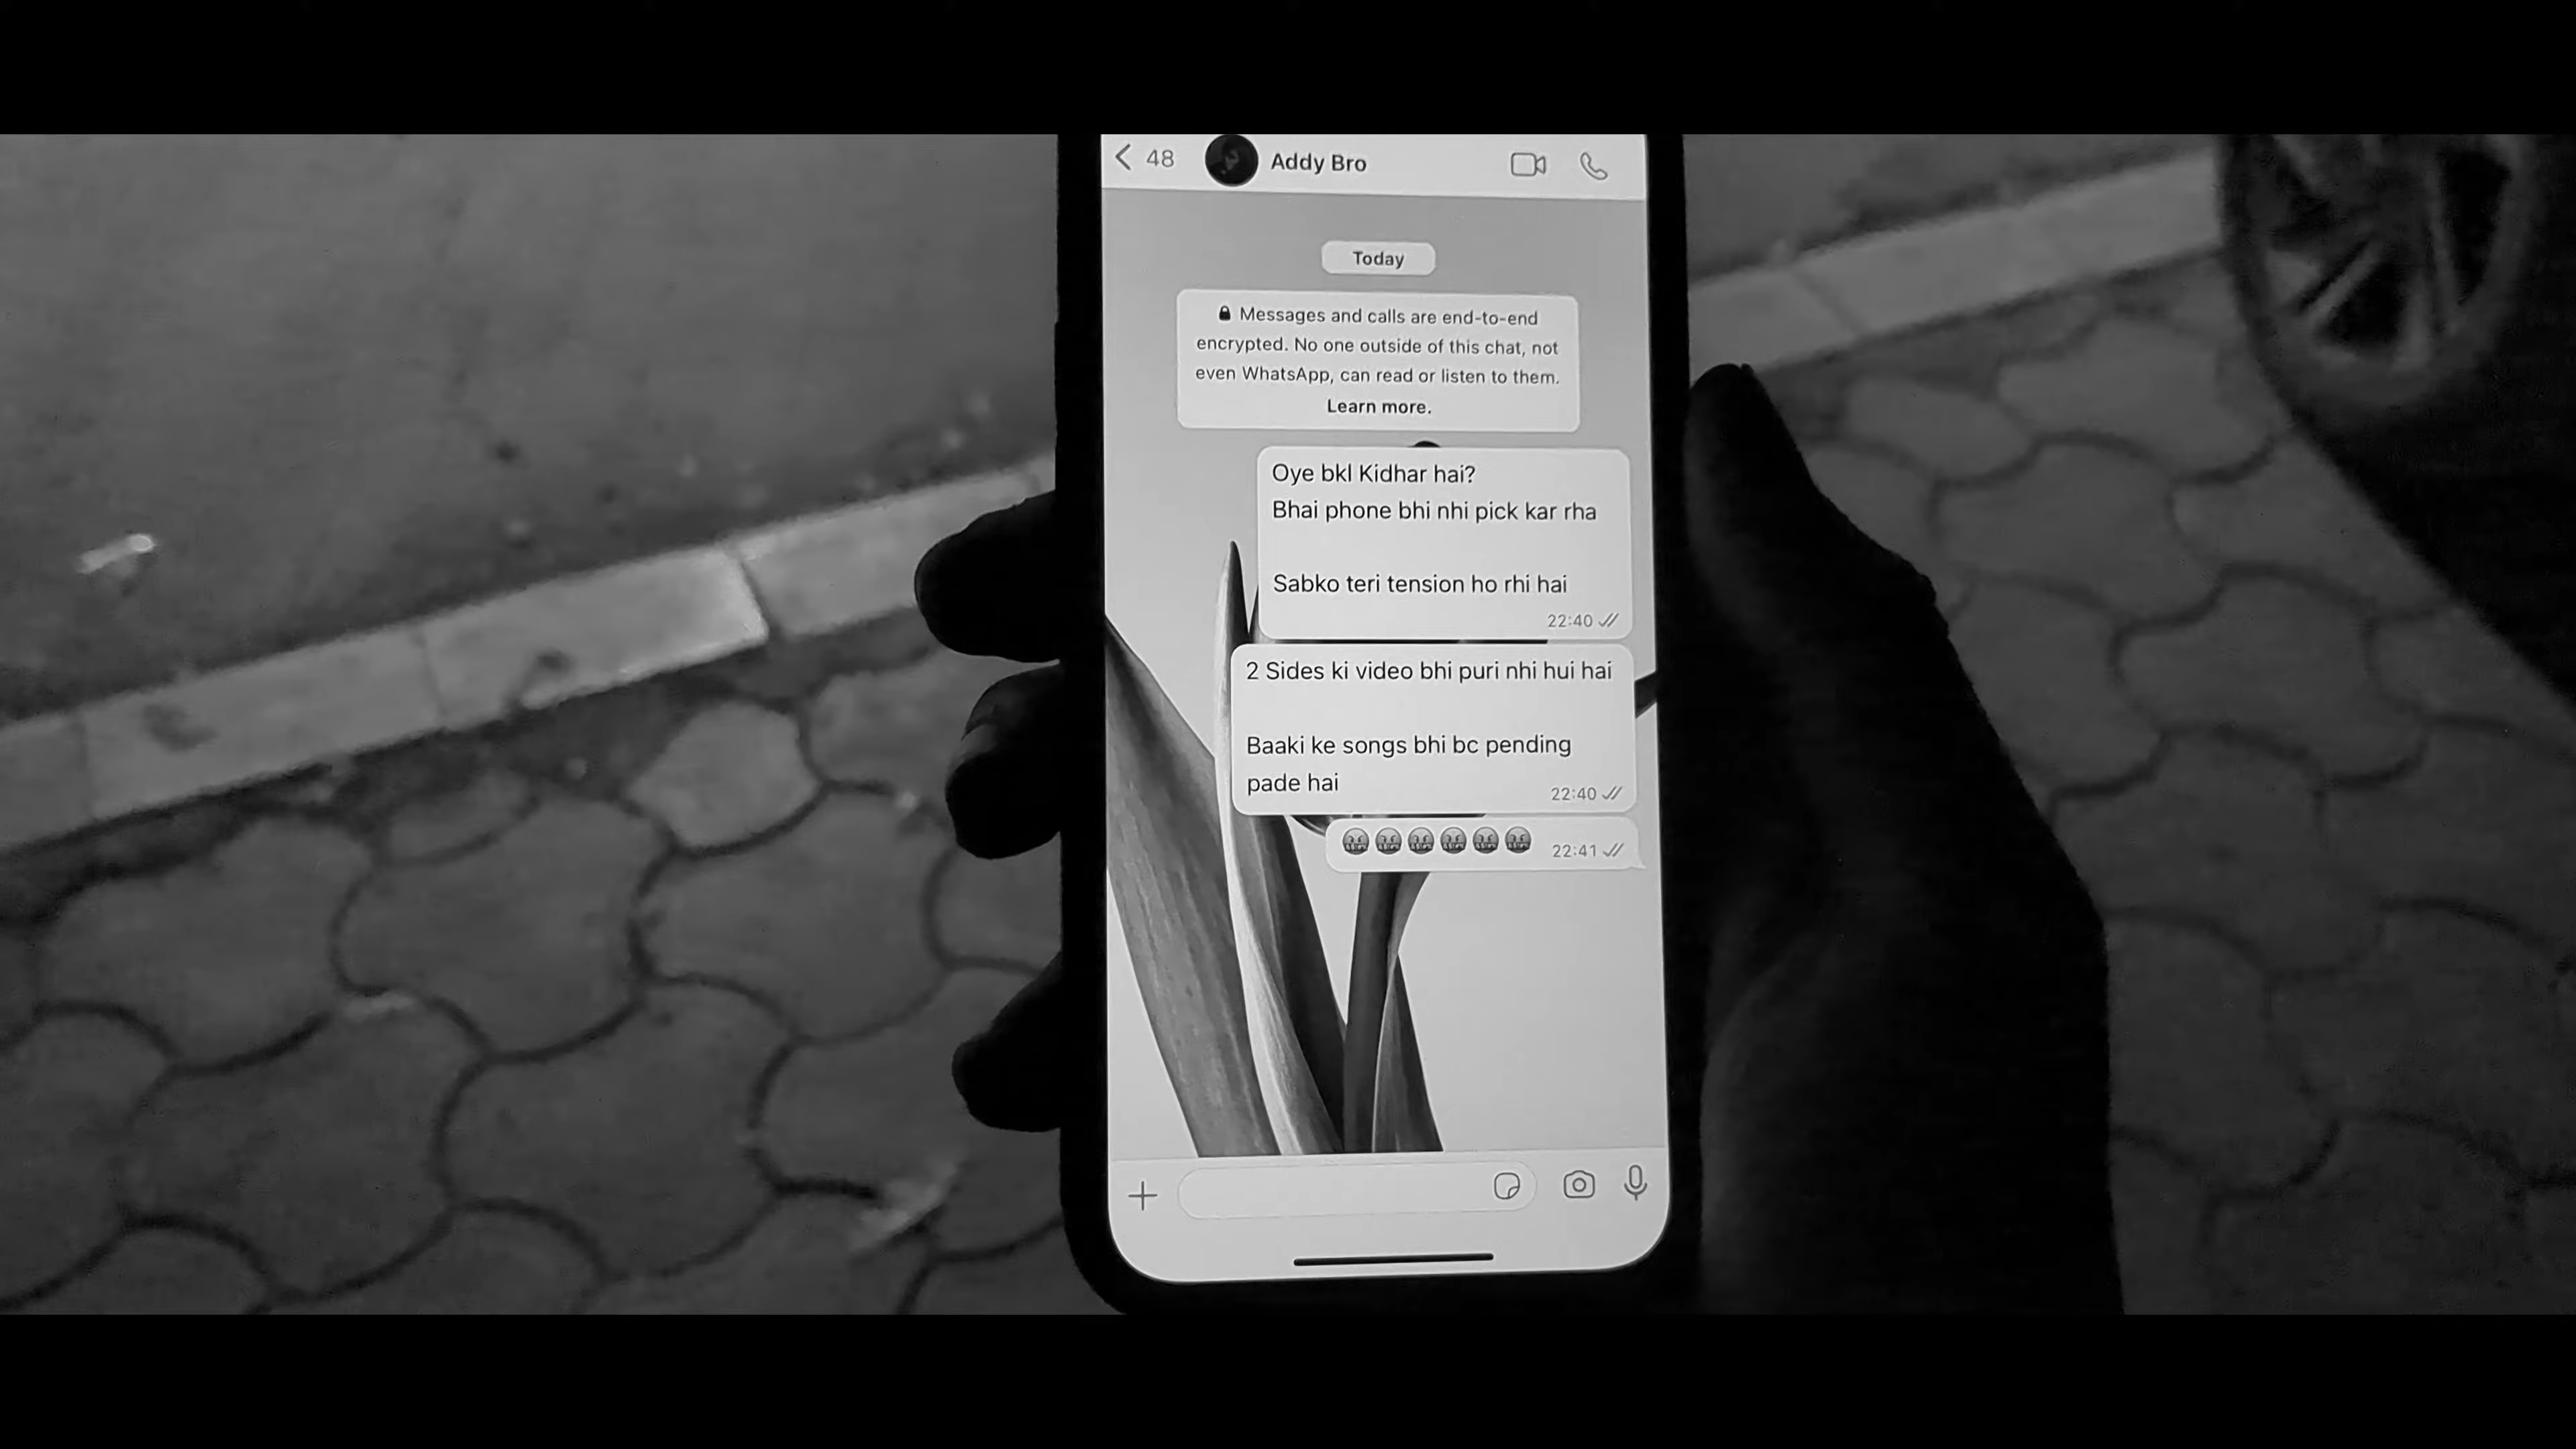 48 Addy Bro
Today
Messages and calls are end-to-end
encrypted. No one outside of this chat, not
even WhatsApp, can read or listen to them.
Learn more.
Oye bkl Kidhar hai?
Bhai phone bhi nhi pick kar rha
Sabko teri tension ho rhi hai
22:40
2 Sides ki video bhi puri nhi hui hai
Baaki ke songs bhi bc pending
pade hai
22:40
🤬🤬🤬🤬🤬🤬 22:41